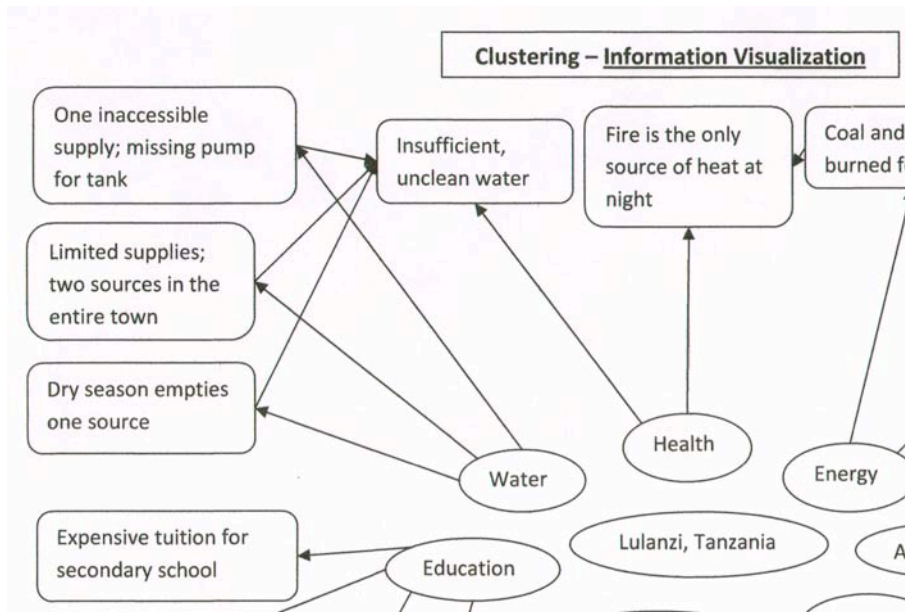 Clustering – Information Visualization
One inaccessible
supply; missing pump
for tank
Insufficient,
unclean water
Fire is the only
source of heat at
night
Coal and
burned
Limited supplies;
two sources in the
entire town
Dry season empties
one source
Health
Water
Energy
Expensive tuition for
secondary school
Lulanzi, Tanzania
Education
A